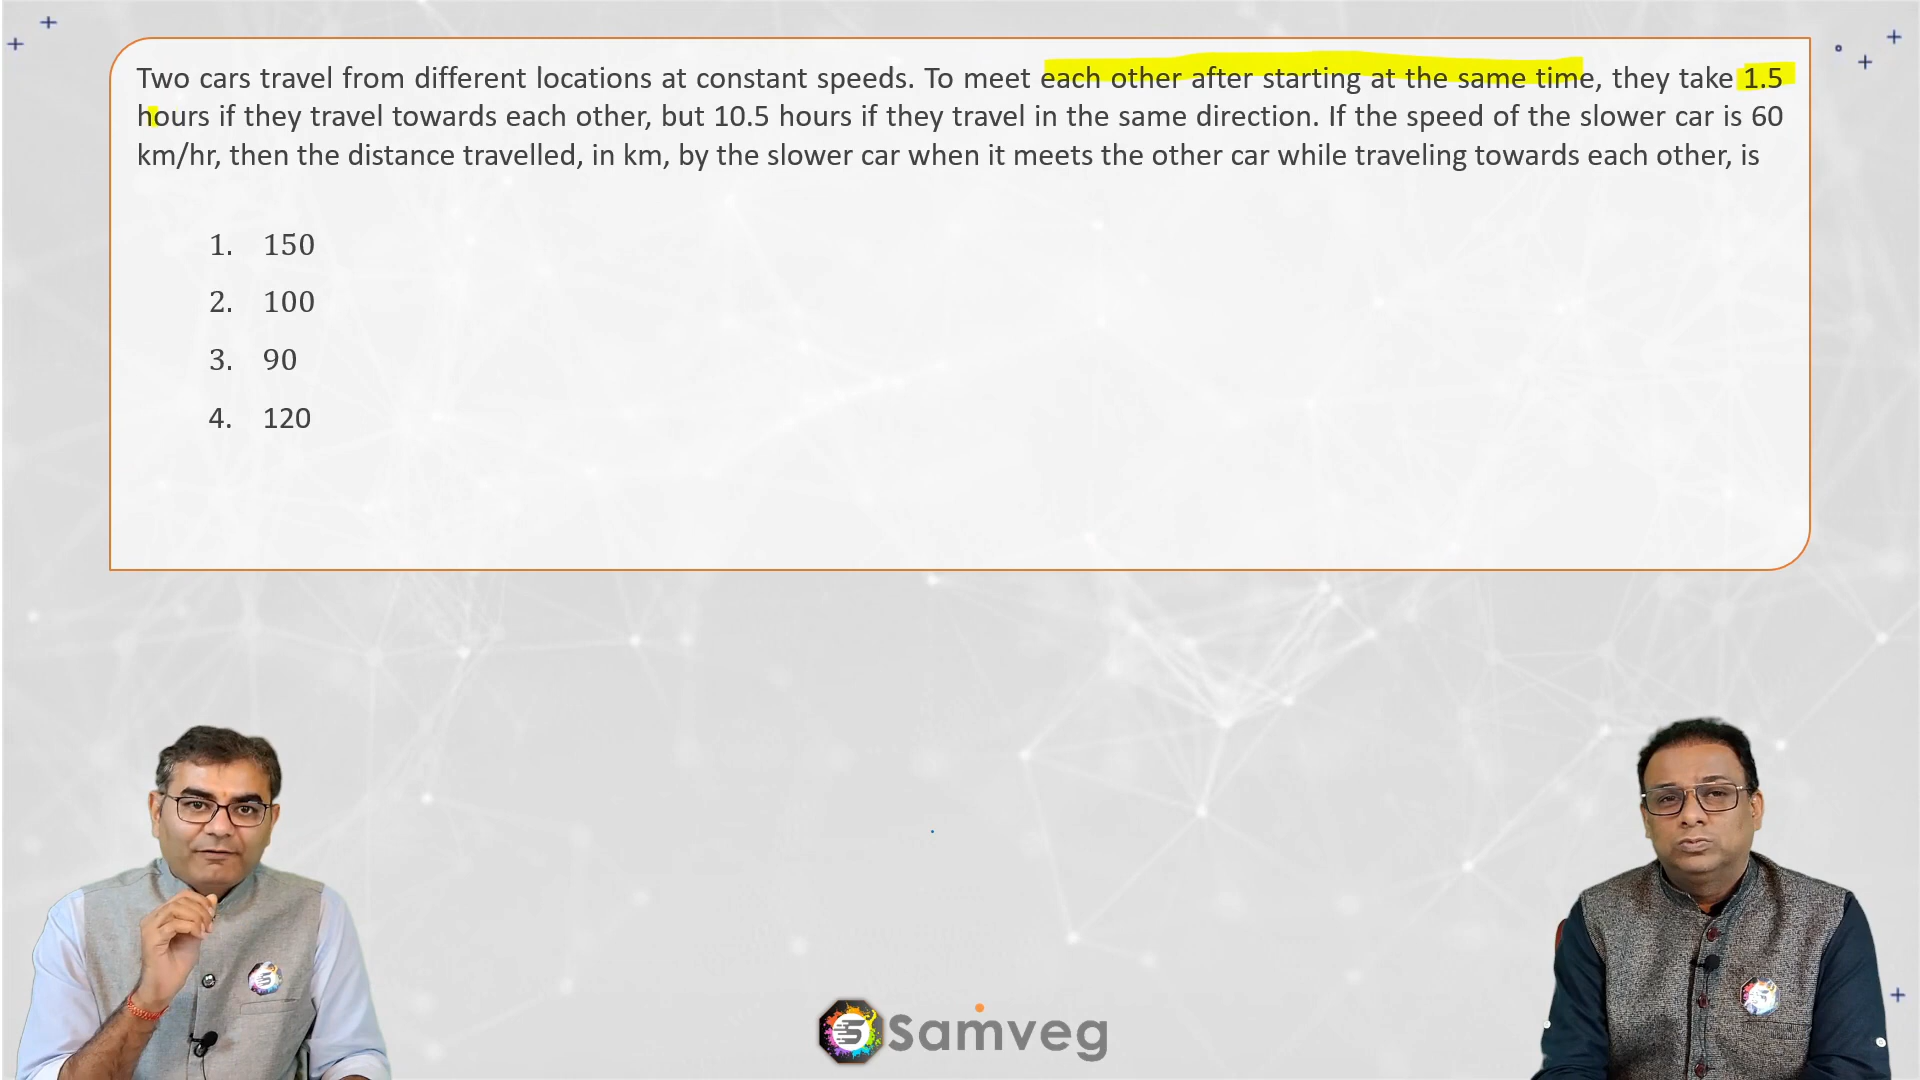 Two cars travel from different locations at constant speeds. To meet each other after starting at the same time, they take 1.5
hours if they travel towards each other, but 10.5 hours if they travel in the same direction. If the speed of the slower car is 60
km/hr, then the distance travelled, in km, by the slower car when it meets the other car while traveling towards each other, is
1. 150
2. 100
3. 90
4. 120
Samveg